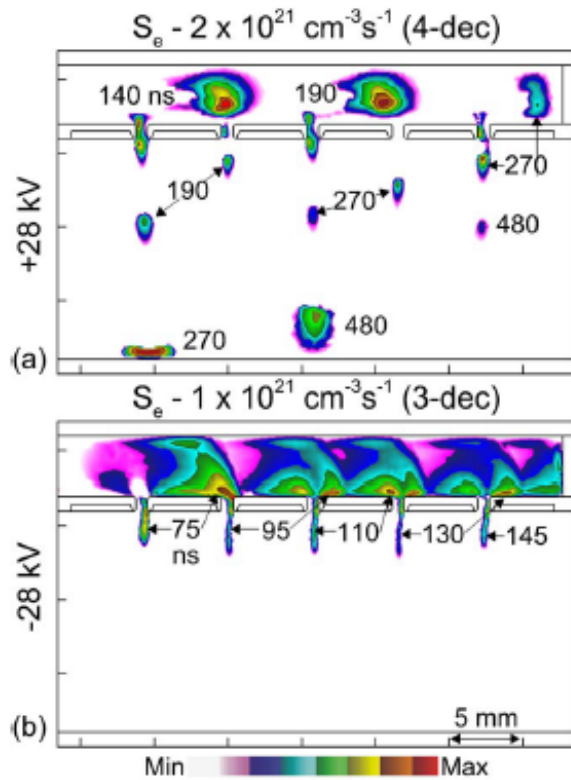 Sₑ - 2 x 10²¹ cm⁻³s⁻¹ (4-dec)
140 ns
190
190
270
270
480
270
480
+28 kV
(a)
Sₑ - 1 x 10²¹ cm⁻³s⁻¹ (3-dec)
75
ns
95
110
130
145
-28 kV
(b)
5 mm
Min
Max